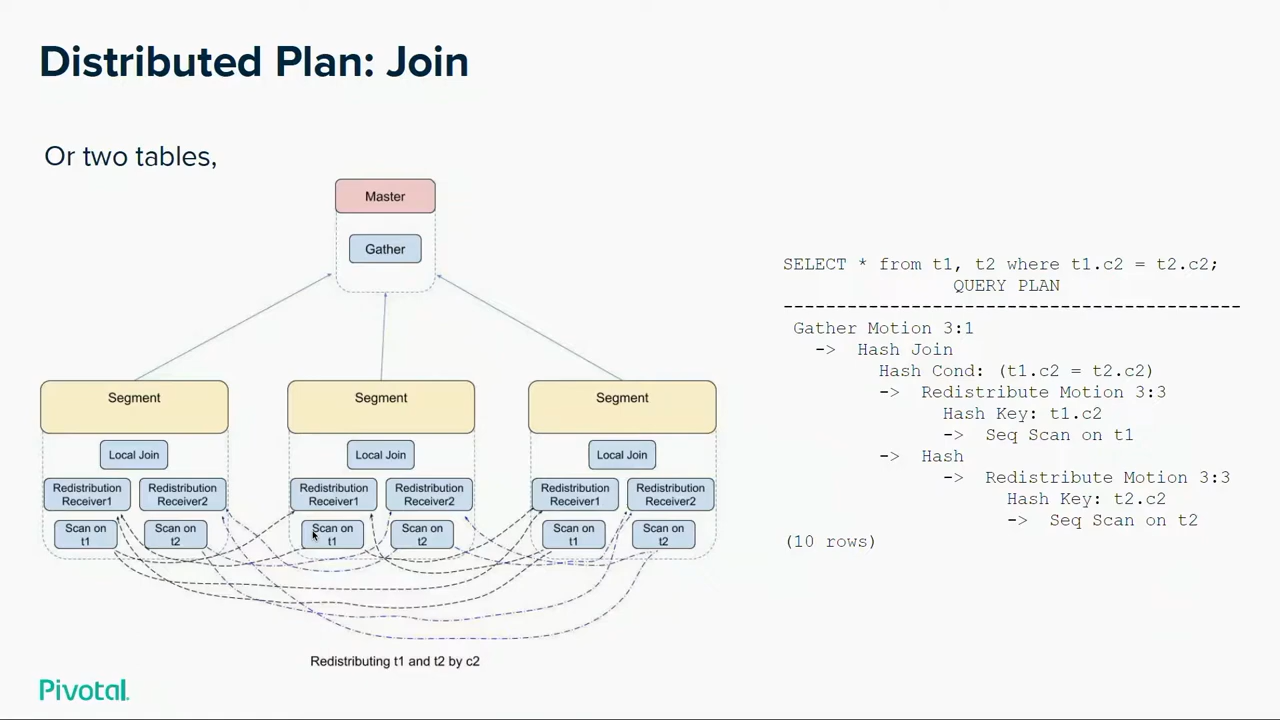 Distributed Plan: Join
Or two tables,
Master
Gather
Segment
Segment
Segment
Local Join
Local Join
Local Join
Redistribution
Receiver1
Redistribution
Receiver2
Redistribution
Receiver1
Redistribution
Receiver2
Redistribution
Receiver1
Redistribution
Receiver2
Scan on
t1
Scan on
t2
Scan on
t1
Scan on
t2
Scan on
t1
Scan on
t2
Redistributing t1 and t2 by c2
SELECT * from t1, t2 where t1.c2 = t2.c2;
QUERY PLAN
-------------------------------------------
Gather Motion 3:1
-> Hash Join
Hash Cond: (t1.c2 = t2.c2)
-> Redistribute Motion 3:3
Hash Key: t1.c2
-> Seq Scan on t1
-> Hash
-> Redistribute Motion 3:3
Hash Key: t2.c2
-> Seq Scan on t2
(10 rows)
Pivotal.